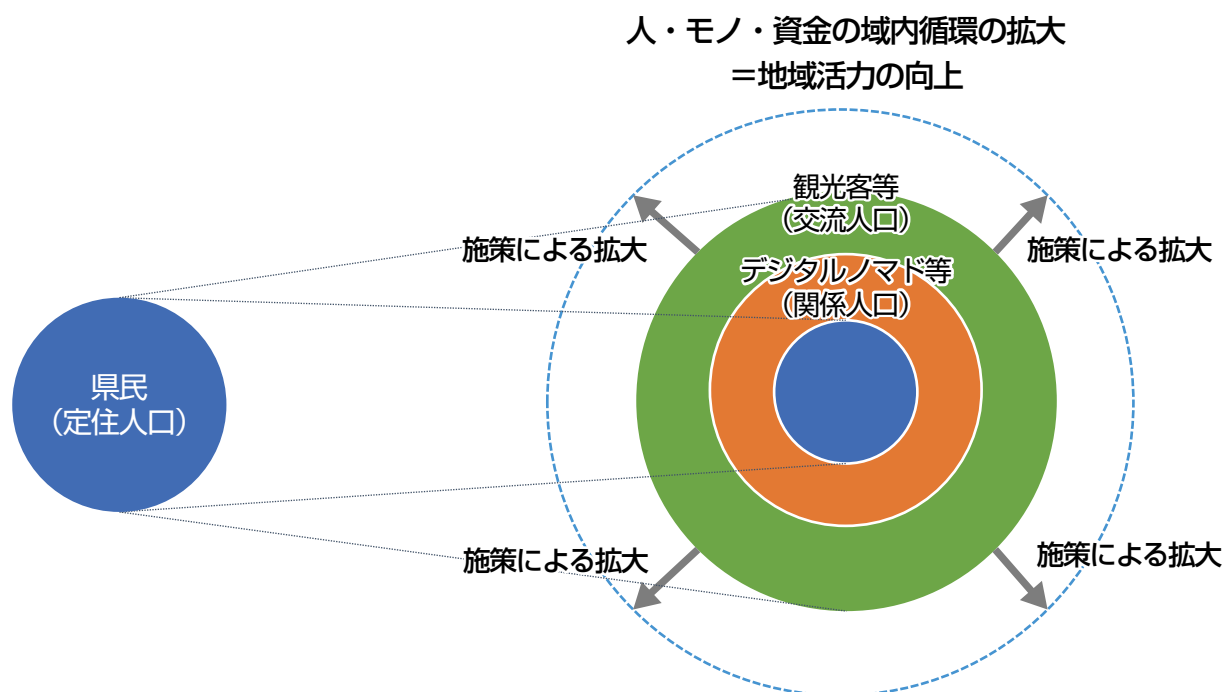 人・モノ・資金の域内循環の拡大
＝地域活力の向上
観光客等
（交流人口）
施策による拡大
施策による拡大
デジタルノマド等
（関係人口）
県民
（定住人口）
施策による拡大
施策による拡大